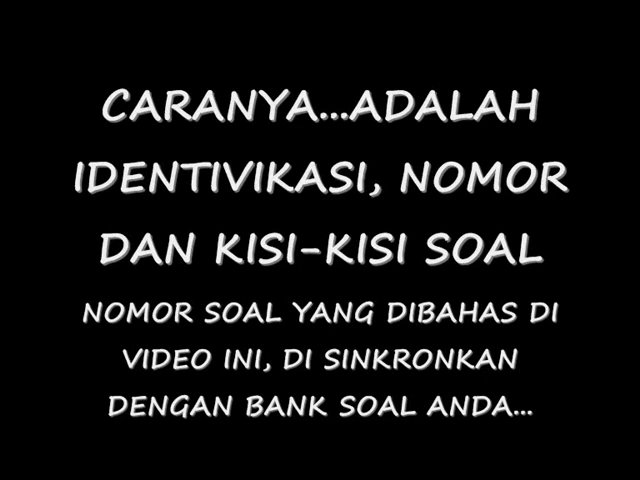 CARANYA...ADALAH
IDENTIVIKASI, NOMOR
DAN KISI-KISI SOAL
NOMOR SOAL YANG DIBAHAS DI
VIDEO INI, DI SINKRONKAN
DENGAN BANK SOAL ANDA...